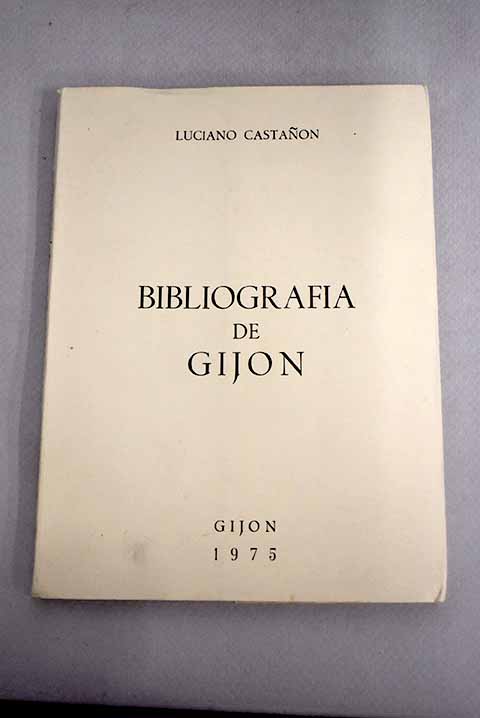 LUCIANO CASTAÑON
BIBLIOGRAFIA
DE
GIJON
GIJON
1975